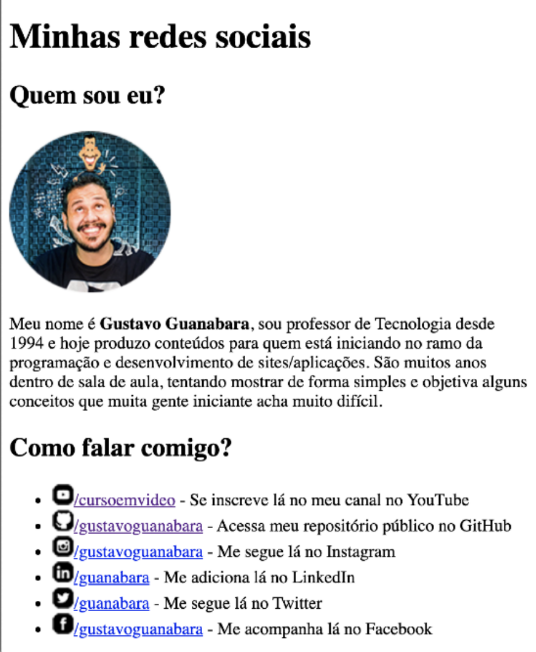 Minhas redes sociais
Quem sou eu?
Meu nome é Gustavo Guanabara, sou professor de Tecnologia desde
1994 e hoje produzo conteúdos para quem está iniciando no ramo da
programação e desenvolvimento de sites/aplicações. São muitos anos
dentro de sala de aula, tentando mostrar de forma simples e objetiva alguns
conceitos que muita gente iniciante acha muito difícil.
Como falar comigo?
/cursoemvideo - Se inscreve lá no meu canal no YouTube
/gustavoguanabara - Acessa meu repositório público no GitHub
/gustavoguanabara - Me segue lá no Instagram
/guanabara - Me adiciona lá no LinkedIn
/guanabara - Me segue lá no Twitter
/gustavoguanabara - Me acompanha lá no Facebook